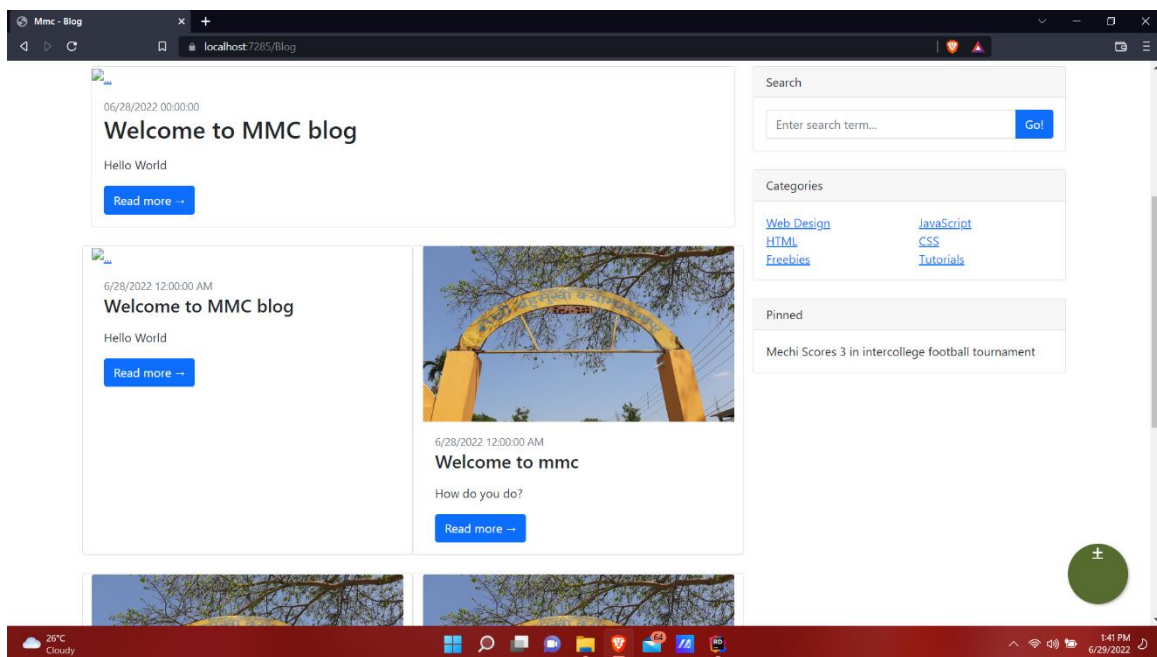 Mmc - Blog
localhost:7285/Blog
06/28/2022 00:00:00
Welcome to MMC blog
Hello World
Read more →
Search
Enter search term...
Go!
Categories
Web Design
JavaScript
HTML
CSS
Freebies
Tutorials
Pinned
Mechi Scores 3 in intercollege football tournament
...
6/28/2022 12:00:00 AM
Welcome to MMC blog
Hello World
Read more →
6/28/2022 12:00:00 AM
Welcome to mmc
How do you do?
Read more →
±
26°C
Cloudy
64
RD
1:41 PM
6/29/2022